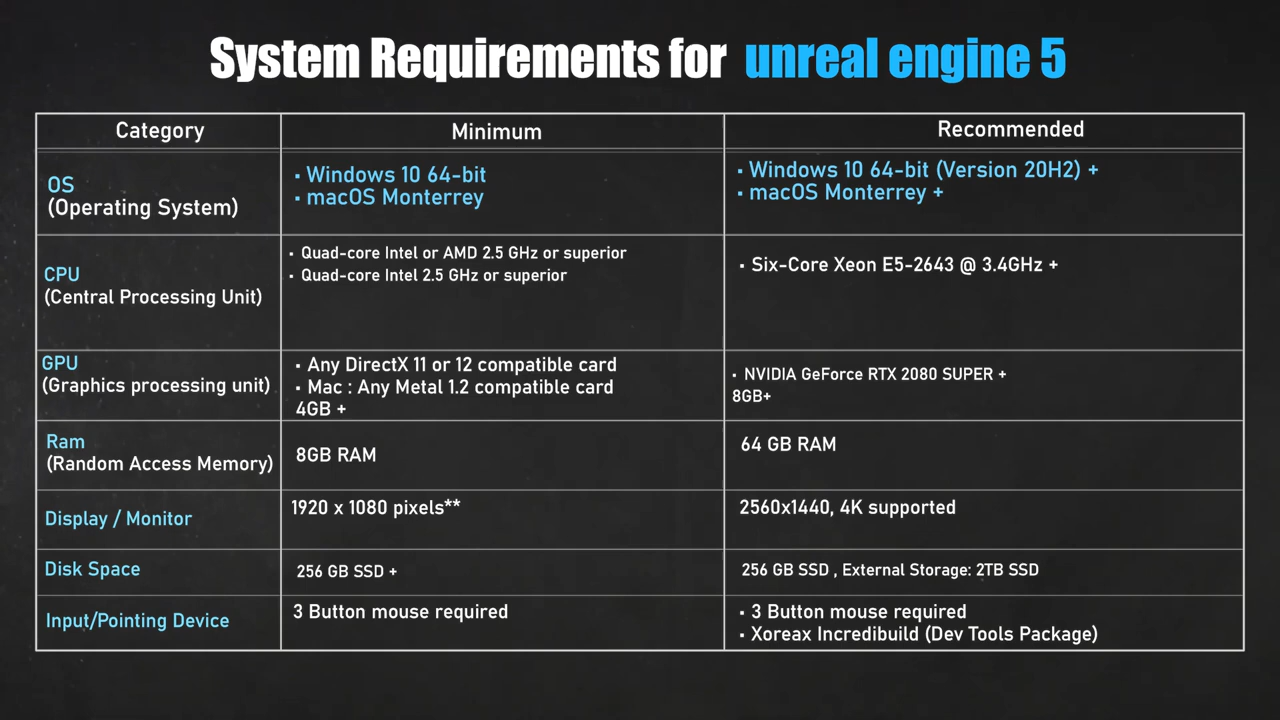 System Requirements for unreal engine 5
Category
Minimum
Recommended
OS
(Operating System)
▪ Windows 10 64-bit
▪ macOS Monterrey
▪ Windows 10 64-bit (Version 20H2) +
▪ macOS Monterrey +
CPU
(Central Processing Unit)
▪ Quad-core Intel or AMD 2.5 GHz or superior
▪ Quad-core Intel 2.5 GHz or superior
▪ Six-Core Xeon E5-2643 @ 3.4GHz +
GPU
(Graphics processing unit)
▪ Any DirectX 11 or 12 compatible card
▪ Mac : Any Metal 1.2 compatible card
4GB +
▪ NVIDIA GeForce RTX 2080 SUPER +
8GB+
Ram
(Random Access Memory)
8GB RAM
64 GB RAM
Display / Monitor
1920 x 1080 pixels**
2560x1440, 4K supported
Disk Space
256 GB SSD +
256 GB SSD , External Storage: 2TB SSD
Input/Pointing Device
3 Button mouse required
▪ 3 Button mouse required
▪ Xoreax Incredibuild (Dev Tools Package)